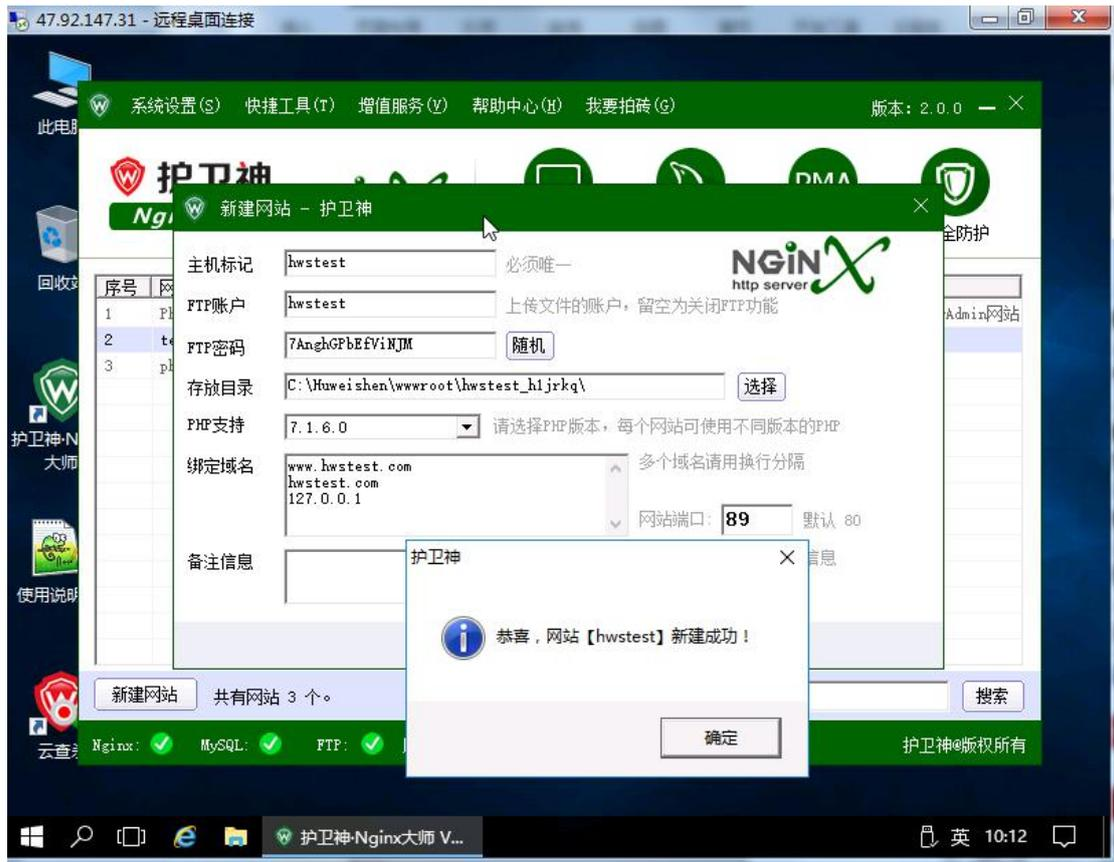 47.92.147.31 - 远程桌面连接
此电脑
系统设置(S) 快捷工具(T) 增值服务(V) 帮助中心(H) 我要拍砖(G) 版本: 2.0.0
护卫神
PMA
新建网站 - 护卫神
全防护
回收站
序号
NGiNX
http server
主机标记 hwstest 必须唯一
FTP账户 hwstest 上传文件的账户，留空为关闭FTP功能
1
Admin网站
2 te
FTP密码 7AnghGPbEfViNJM 随机
3 ph
存放目录 C:\Huweishen\wwwroot\hwstest_h1jrkq\ 选择
PHP支持 7.1.6.0 请选择PHP版本，每个网站可使用不同版本的PHP
护卫神·N
大师
绑定域名 www.hwstest.com 多个域名请用换行分隔
hwstest.com
127.0.0.1
网站端口: 89 默认 80
备注信息 信息
护卫神
使用说明
恭喜，网站【hwstest】新建成功！
新建网站 共有网站 3 个。 搜索
确定
云查
Nginx: MySQL: FTP: 护卫神@版权所有
护卫神·Nginx大师 V... 英 10:12